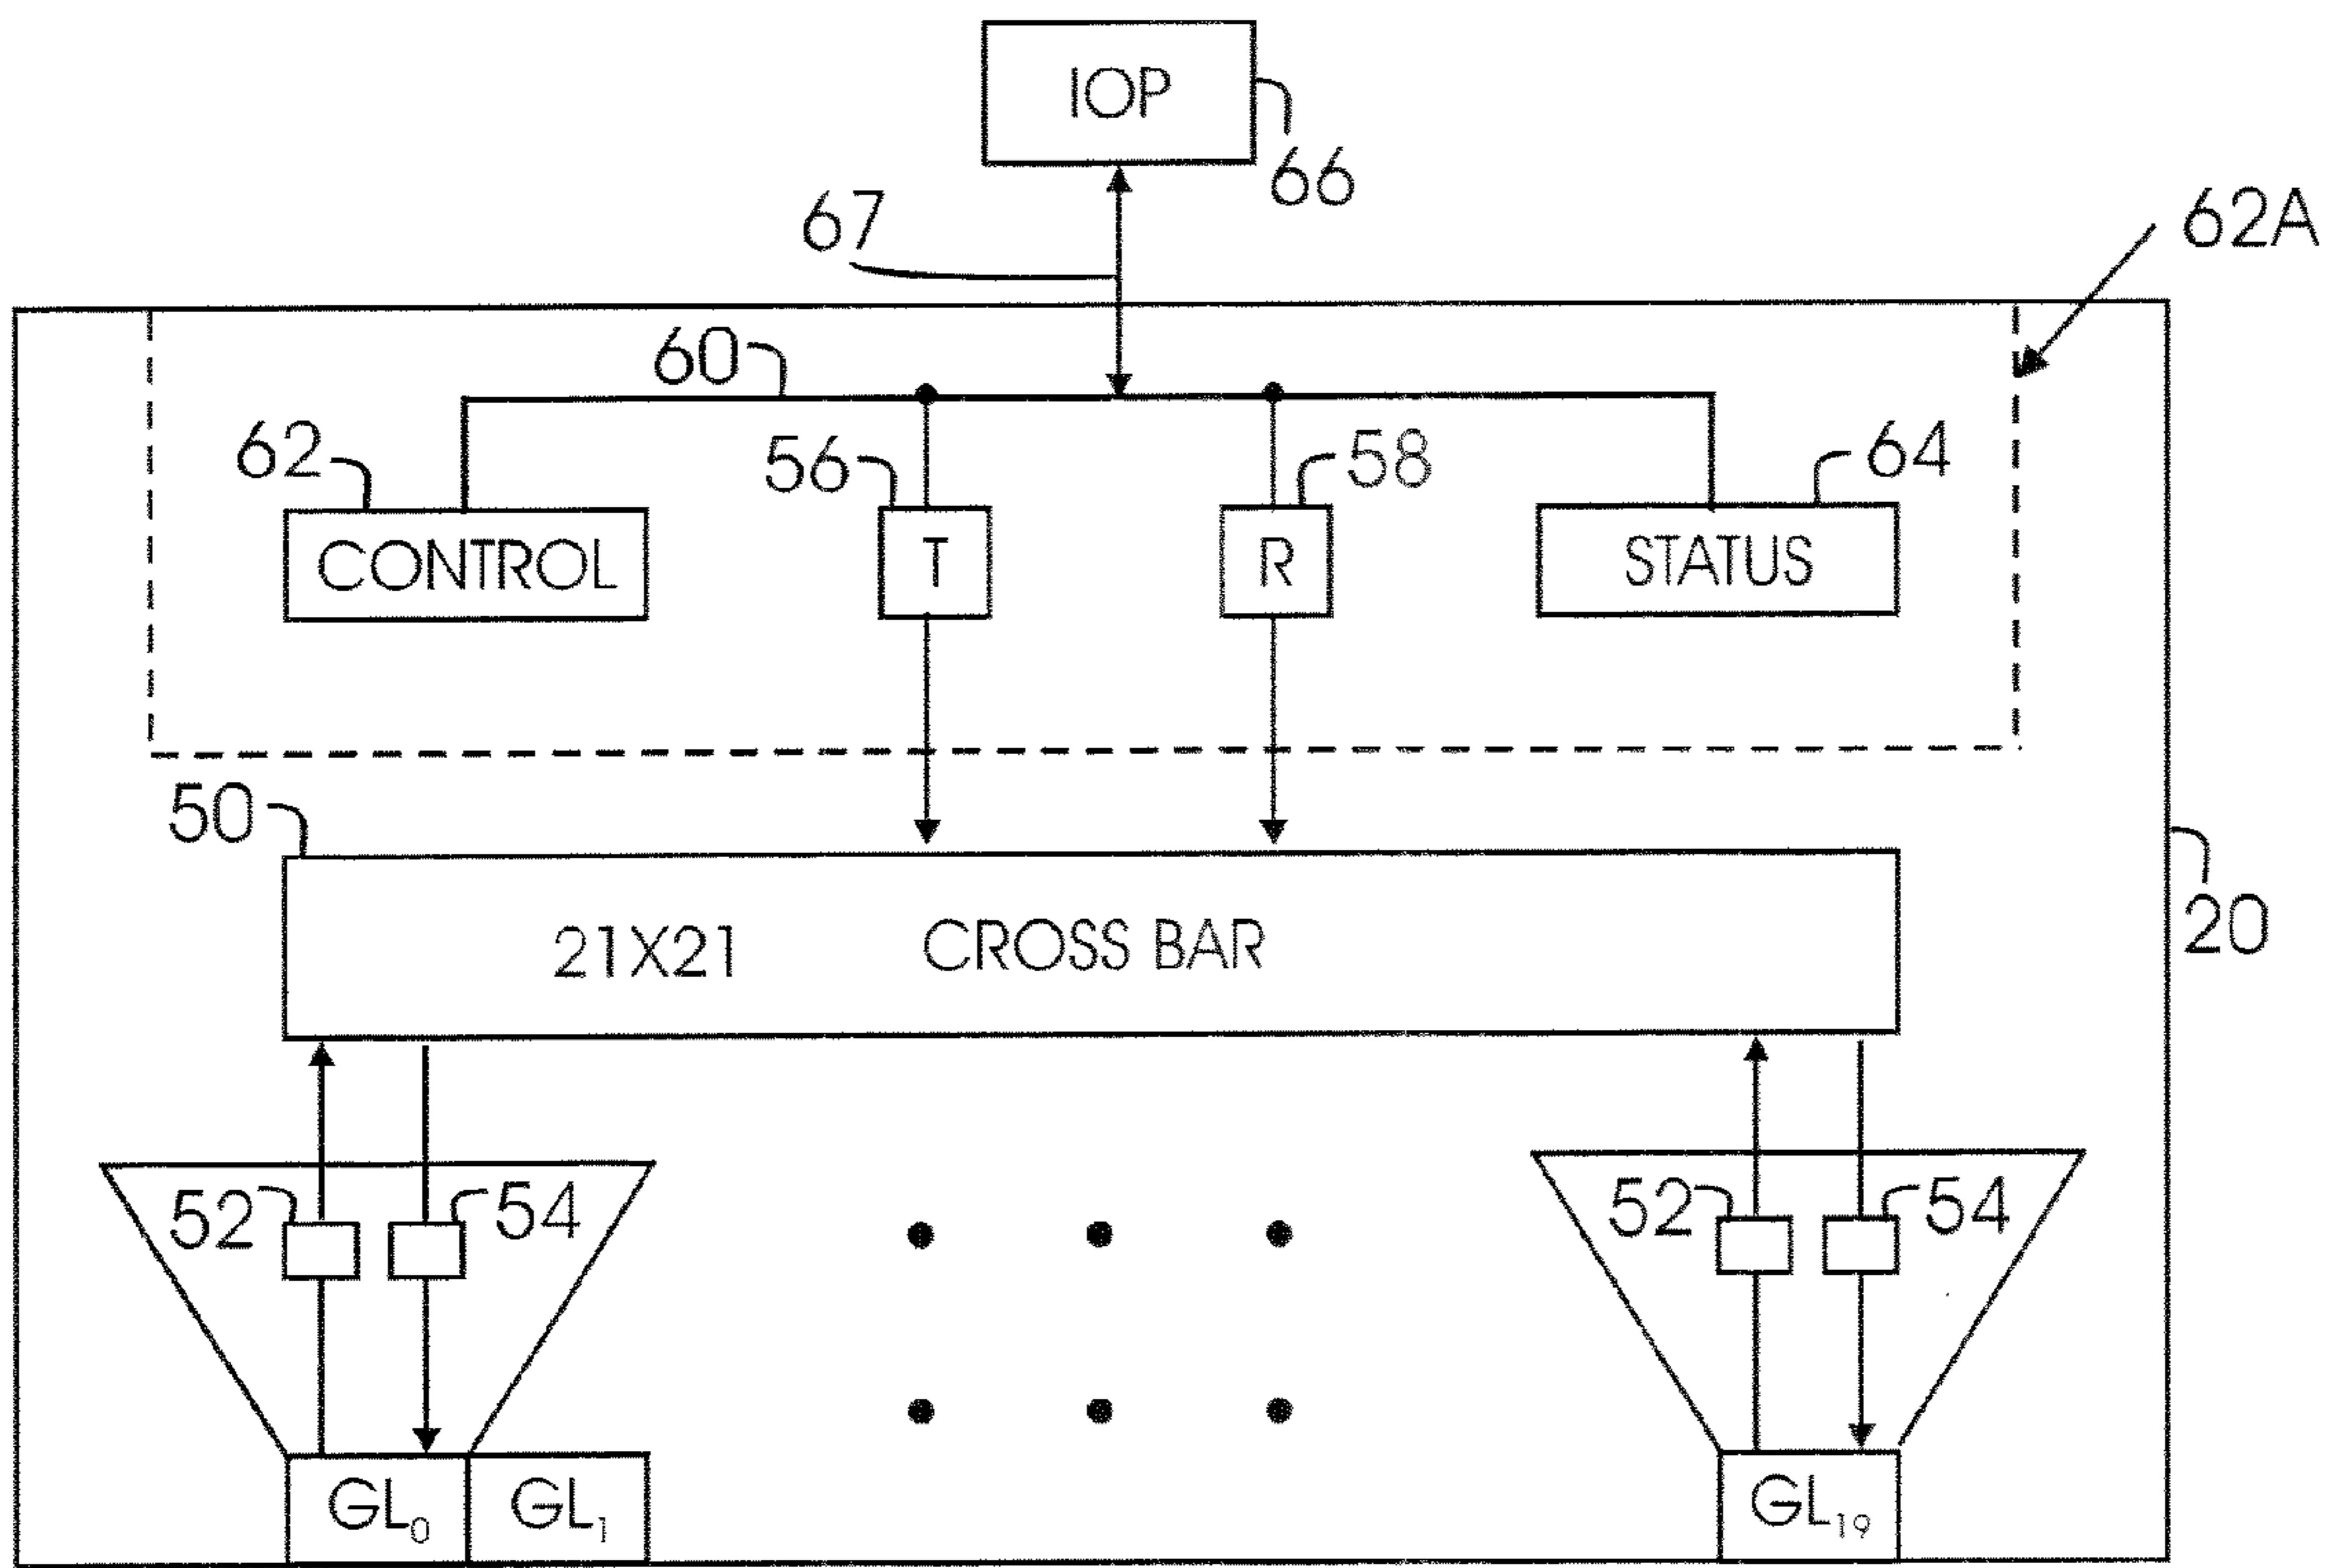 IOP
66
67
62A
60
62
56
58
64
CONTROL
T
R
STATUS
50
21X21 CROSS BAR
20
52
54
52
54
GL0
GL1
GL19